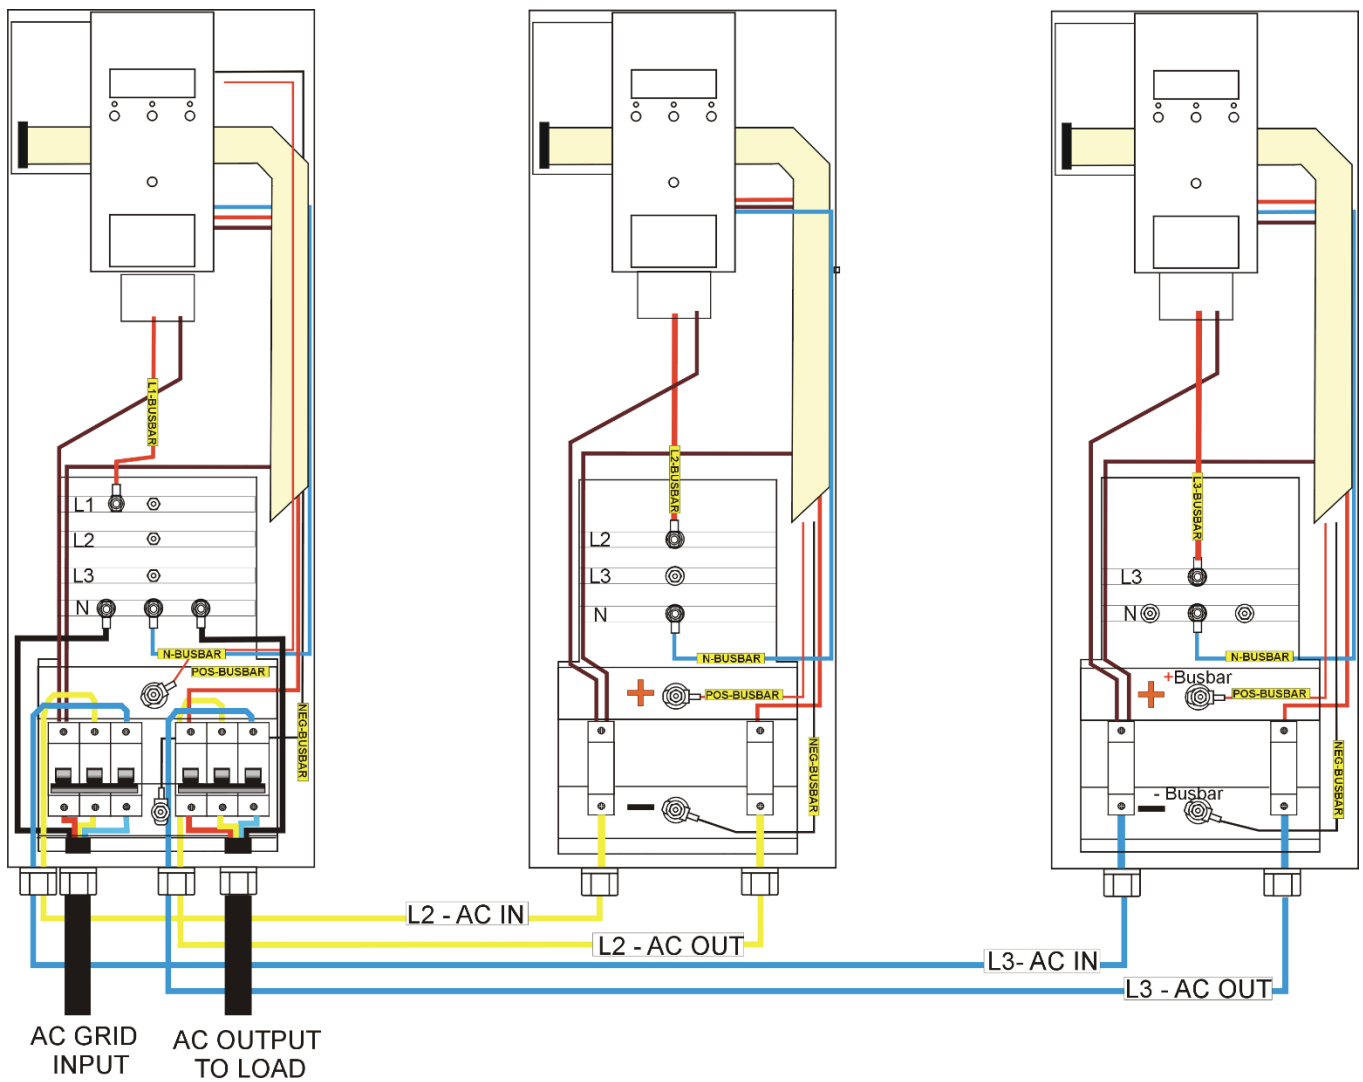 L1-BUSBAR
L1
L2
L3
N
N-BUSBAR
POS-BUSBAR
NEG-BUSBAR
L2-BUSBAR
L2
L3
N
N-BUSBAR
POS-BUSBAR
NEG-BUSBAR
L3-BUSBAR
L3
N
N-BUSBAR
+Busbar
POS-BUSBAR
NEG-BUSBAR
- Busbar
L2 - AC IN
L2 - AC OUT
L3- AC IN
L3 - AC OUT
AC GRID
INPUT
AC OUTPUT
TO LOAD